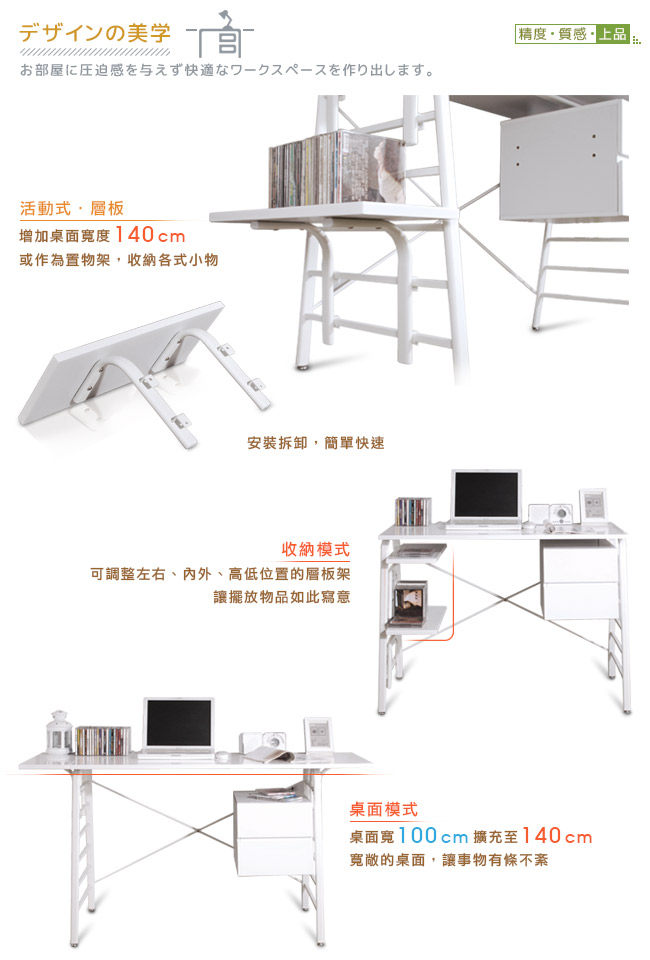 デザインの美学
精度・質感・上品
お部屋に圧迫感を与えず快適なワークスペースを作り出します。
活動式・層板
增加桌面寬度140cm
或作為置物架，收納各式小物
安裝拆卸，簡單快速
收納模式
可調整左右、內外、高低位置的層板架
讓擺放物品如此寫意
桌面模式
桌面寬100cm 擴充至140cm
寬敞的桌面，讓事物有條不紊